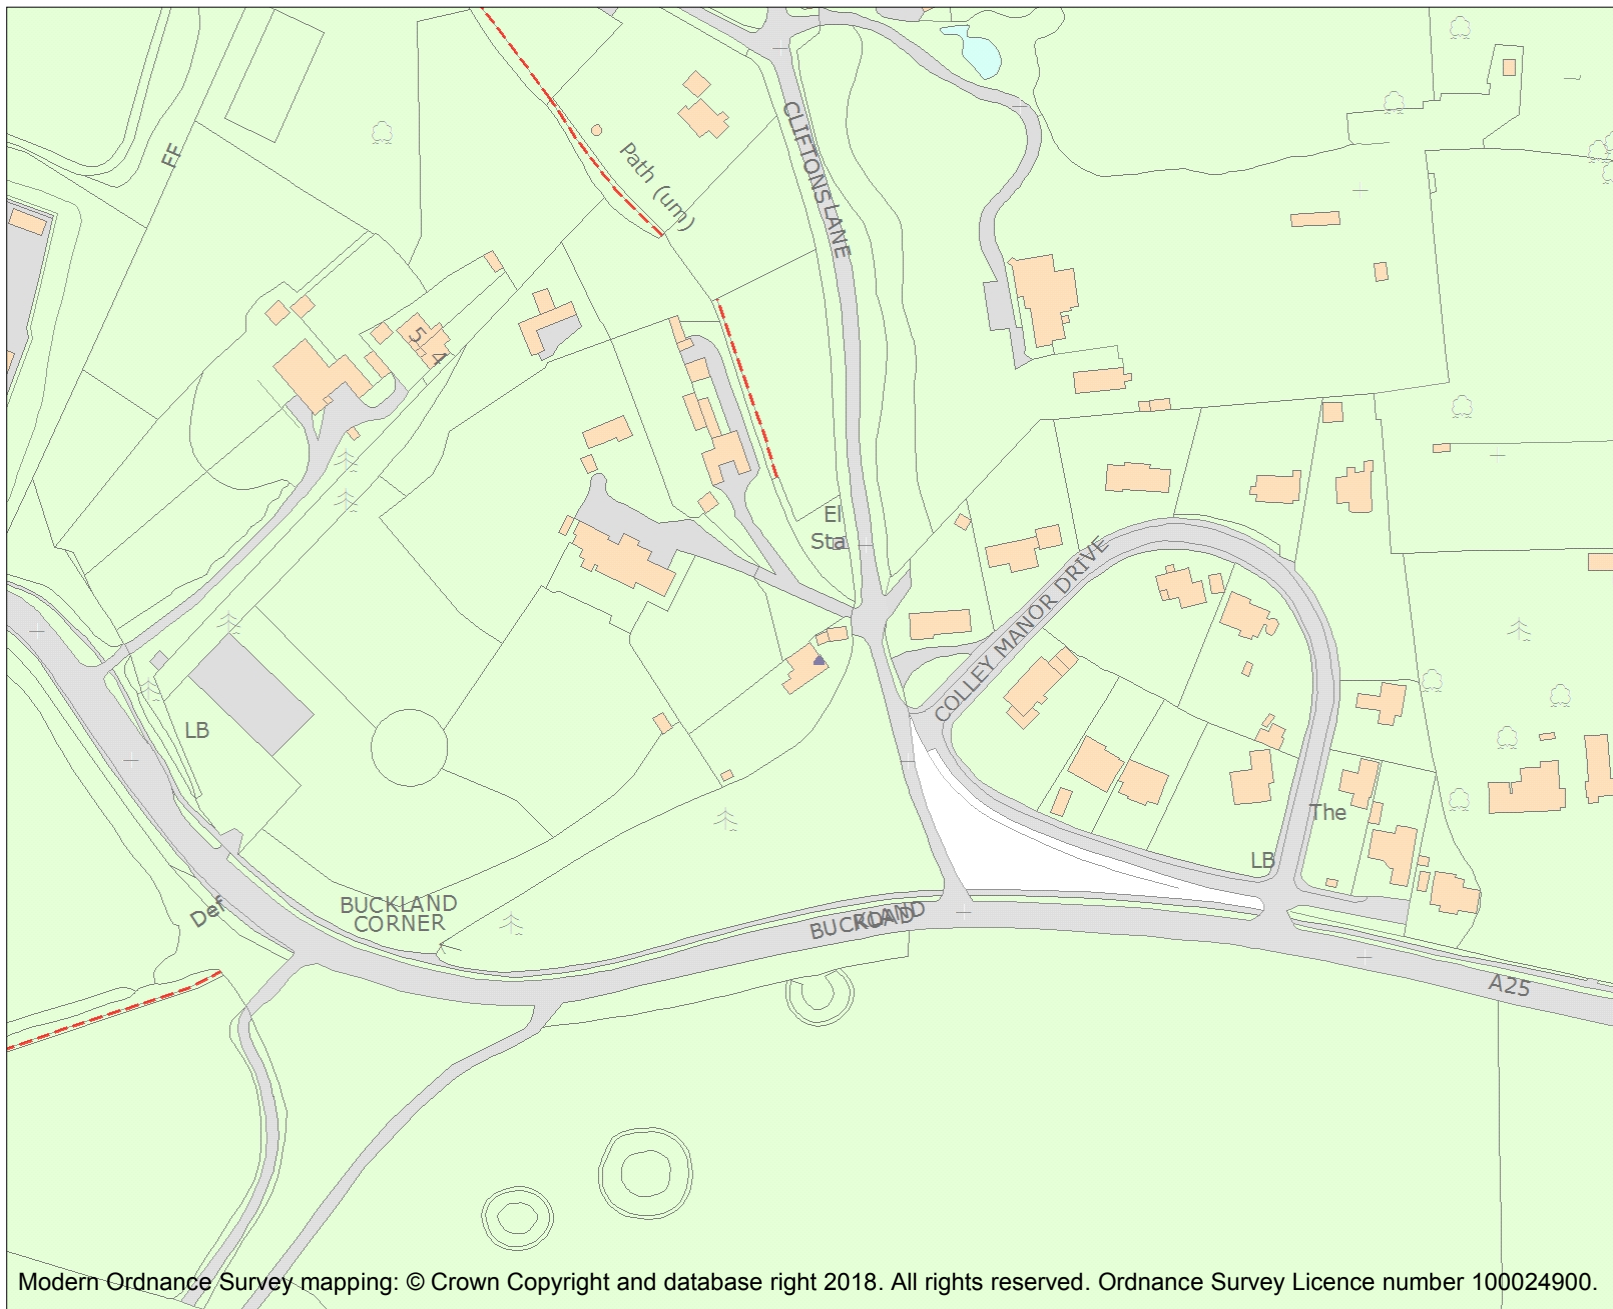 CLIFTONS LANE
FF
Path (um)
5
4
El
Sta
COLLEY MANOR DRIVE
LB
The
LB
BUCKLAND
CORNER
Def
BUCKLAND
ROAD
A25
Modern Ordnance Survey mapping: © Crown Copyright and database right 2018. All rights reserved. Ordnance Survey Licence number 100024900.